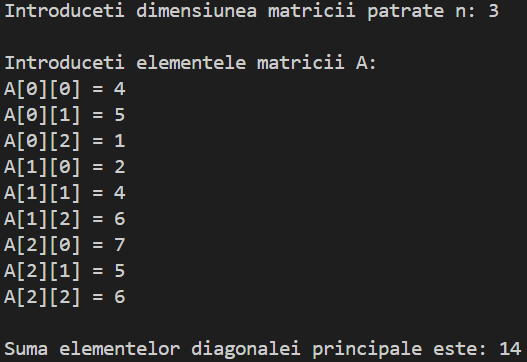 Introduceti dimensiunea matricii patrate n: 3
Introduceti elementele matricii A:
A[0][0] = 4
A[0][1] = 5
A[0][2] = 1
A[1][0] = 2
A[1][1] = 4
A[1][2] = 6
A[2][0] = 7
A[2][1] = 5
A[2][2] = 6
Suma elementelor diagonalei principale este: 14